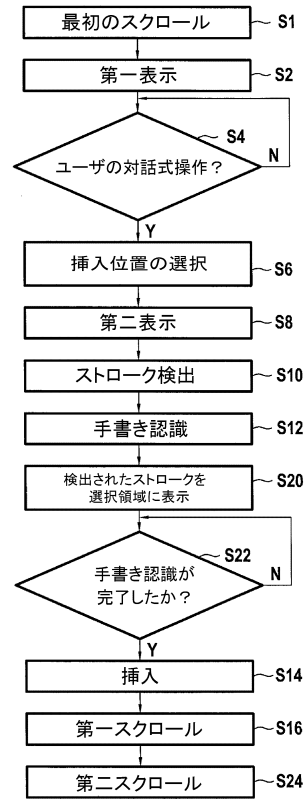 最初のスクロール S1
第一表示 S2
S4
ユーザの対話式操作？ N
Y
挿入位置の選択 S6
第二表示 S8
ストローク検出 S10
手書き認識 S12
検出されたストロークを
選択領域に表示 S20
S22
手書き認識が N
完了したか？
Y
挿入 S14
第一スクロール S16
第二スクロール S24